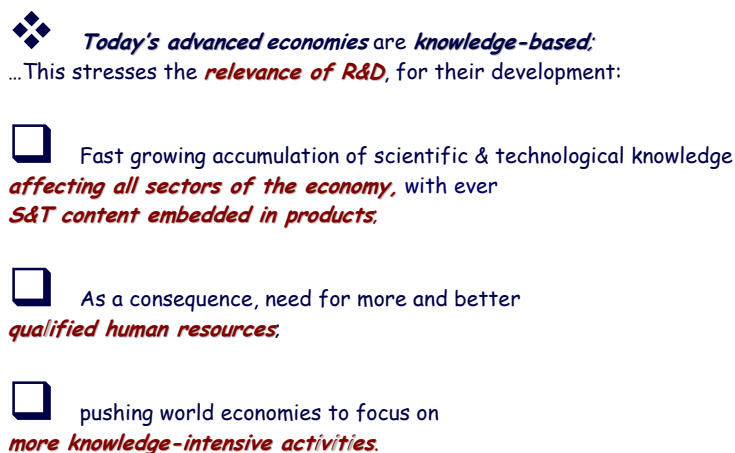 ❖ Today's advanced economies are knowledge-based;
…This stresses the relevance of R&D, for their development:
❑ Fast growing accumulation of scientific & technological knowledge
affecting all sectors of the economy, with ever
S&T content embedded in products;
❑ As a consequence, need for more and better
qualified human resources;
❑ pushing world economies to focus on
more knowledge-intensive activities.